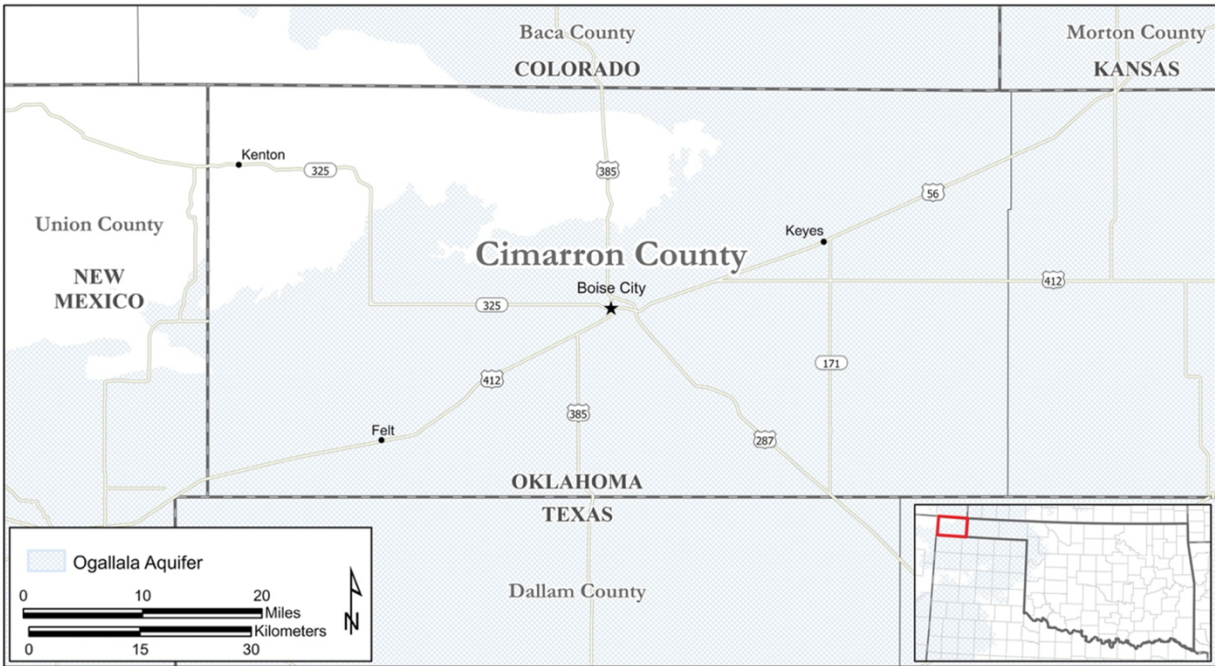 Baca County
COLORADO
Morton County
KANSAS
Kenton
325
385
56
Union County
NEW
MEXICO
Keyes
Cimarron County
412
Boise City
325
171
412
385
Felt
287
OKLAHOMA
TEXAS
Dallam County
Ogallala Aquifer
0 10 20
Miles
Kilometers
0 15 30
N